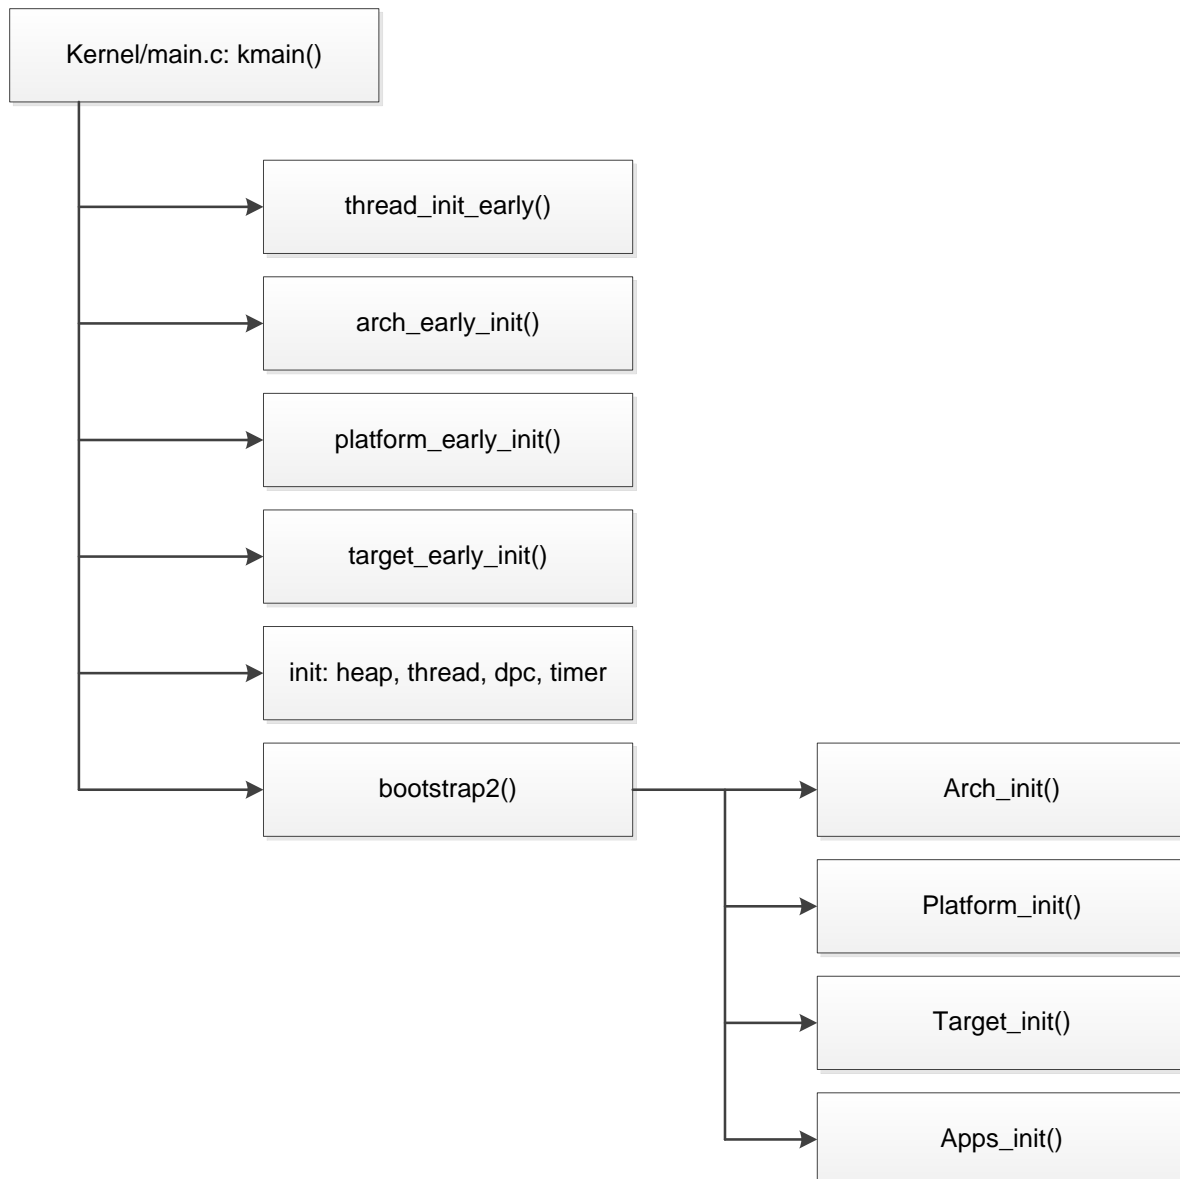 Kernel/main.c: kmain()
thread_init_early()
arch_early_init()
platform_early_init()
target_early_init()
init: heap, thread, dpc, timer
bootstrap2()
Arch_init()
Platform_init()
Target_init()
Apps_init()